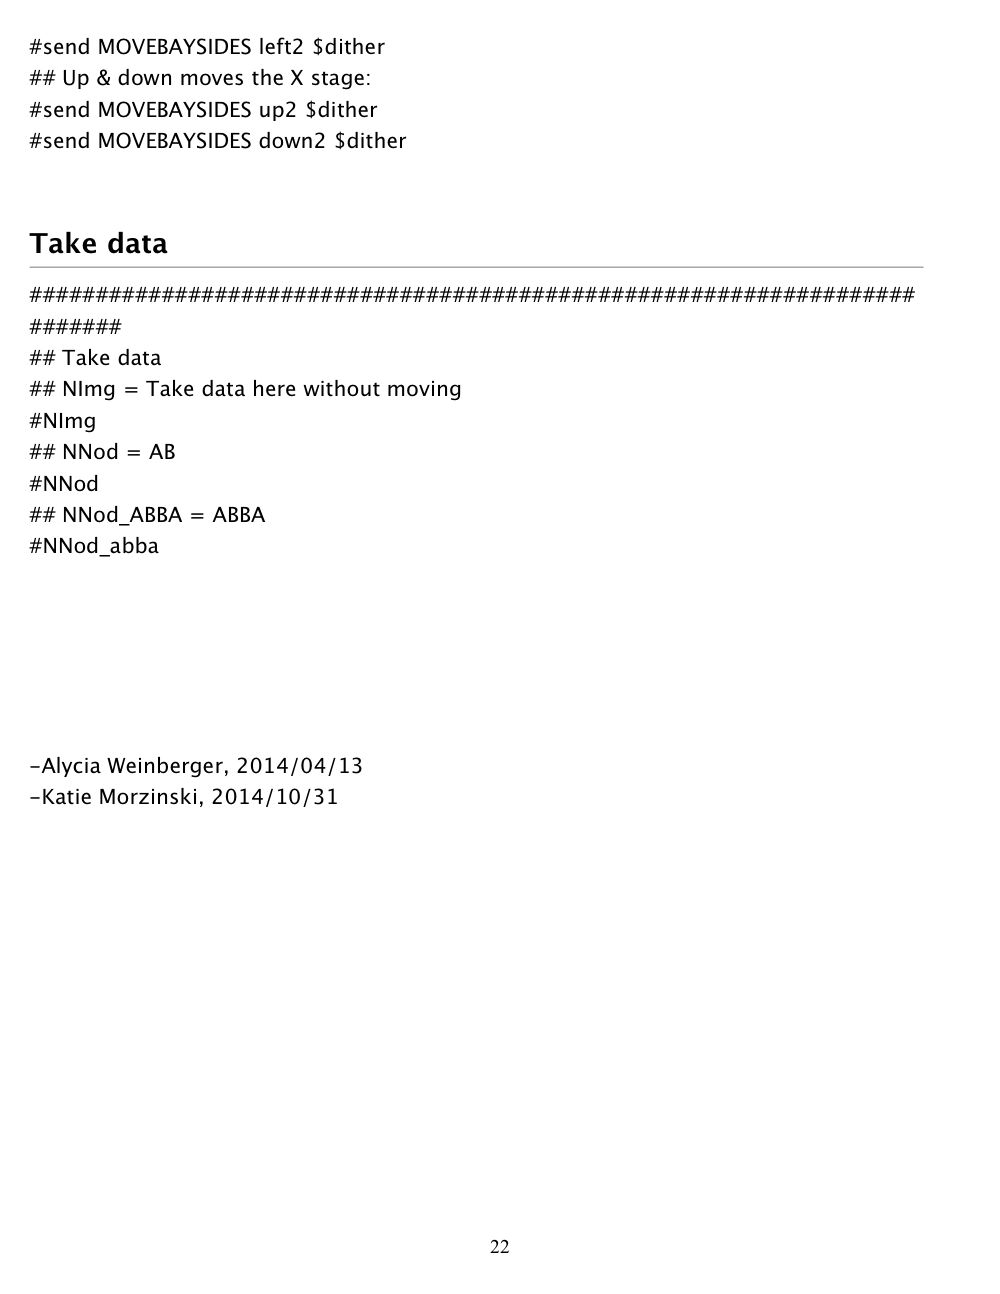 #send MOVEBAYSIDES left2 $dither
## Up & down moves the X stage:
#send MOVEBAYSIDES up2 $dither
#send MOVEBAYSIDES down2 $dither
Take data
###################################################################
#######
## Take data
## NImg = Take data here without moving
#NImg
## NNod = AB
#NNod
## NNod_ABBA = ABBA
#NNod_abba
-Alycia Weinberger, 2014/04/13
-Katie Morzinski, 2014/10/31
22